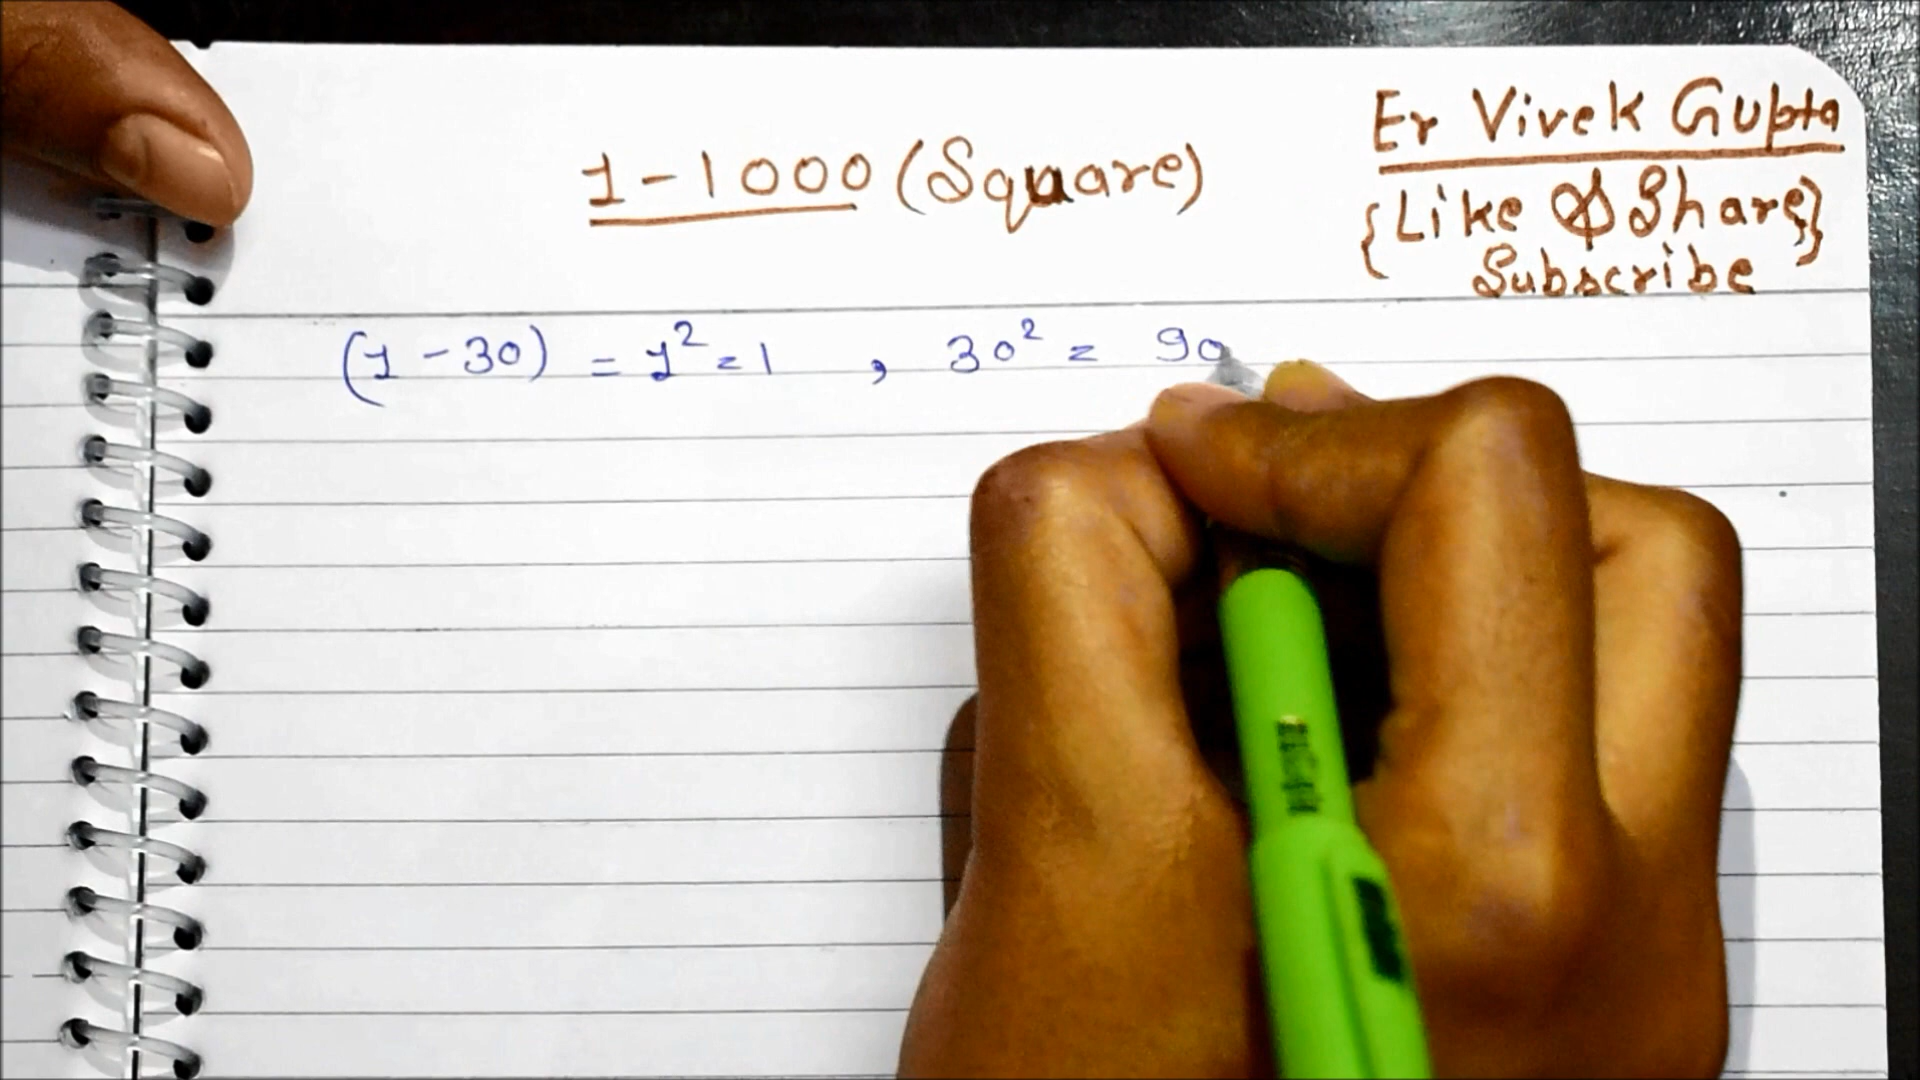 1-1000 (Square)
Er Vivek Gupta
{Like & Share}
Subscribe
(1-30) = 1² = 1 , 30² = 90